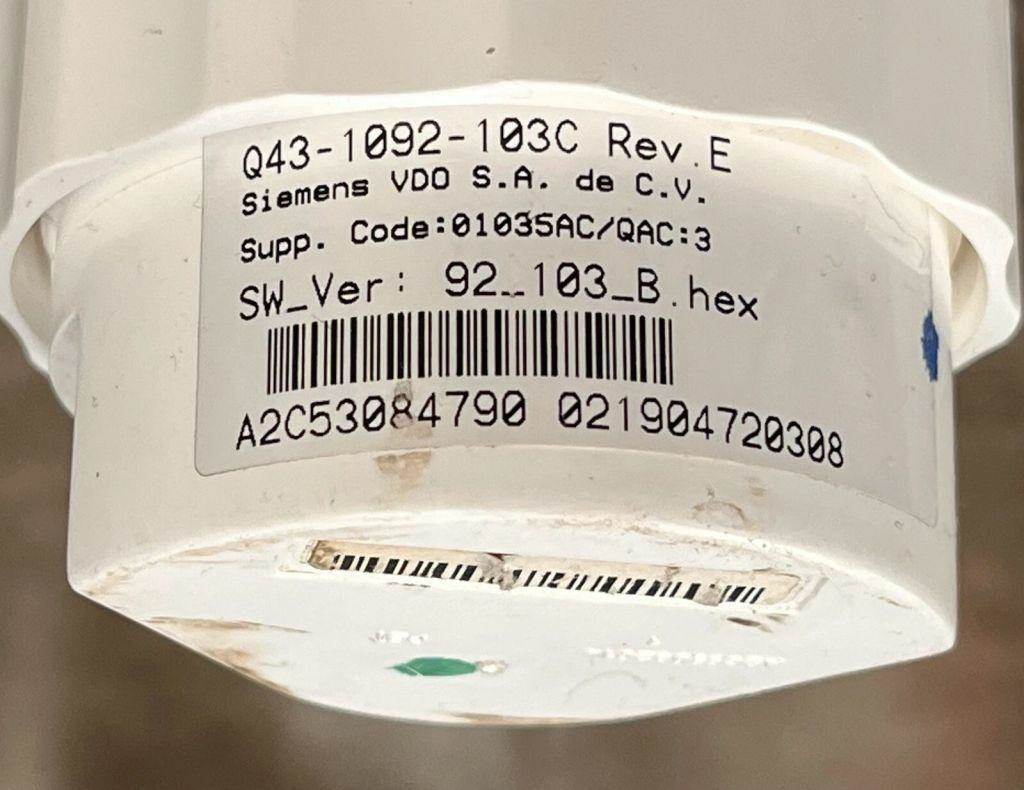 Q43-1092-103C Rev.E
Siemens VDO S.A. de C.V.
Supp. Code:01035AC/QAC:3
SW_Ver: 92_103_B.hex
A2C53084790 021904720308